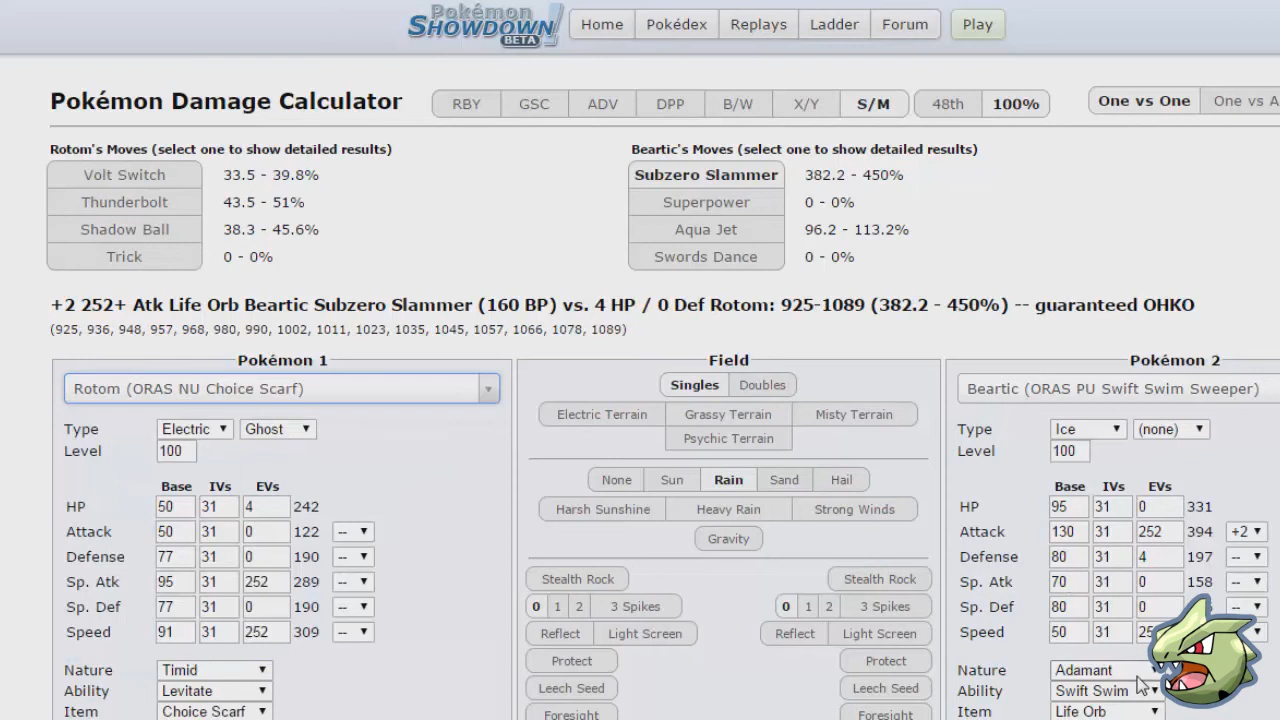 Pokémon
SHOWDOWN!
BETA
Home Pokédex Replays Ladder Forum Play
Pokémon Damage Calculator RBY GSC ADV DPP B/W X/Y S/M 48th 100% One vs One One vs A
Rotom's Moves (select one to show detailed results) Beartic's Moves (select one to show detailed results)
Volt Switch 33.5 - 39.8% Subzero Slammer 382.2 - 450%
Thunderbolt 43.5 - 51% Superpower 0 - 0%
Shadow Ball 38.3 - 45.6% Aqua Jet 96.2 - 113.2%
Trick 0 - 0% Swords Dance 0 - 0%
+2 252+ Atk Life Orb Beartic Subzero Slammer (160 BP) vs. 4 HP / 0 Def Rotom: 925-1089 (382.2 - 450%) -- guaranteed OHKO
(925, 936, 948, 957, 968, 980, 990, 1002, 1011, 1023, 1035, 1045, 1057, 1066, 1078, 1089)
Pokémon 1 Field Pokémon 2
Rotom (ORAS NU Choice Scarf) Singles Doubles Beartic (ORAS PU Swift Swim Sweeper)
Electric Terrain Grassy Terrain Misty Terrain
Type Electric Ghost Type Ice (none)
Psychic Terrain
Level 100 Level 100
None Sun Rain Sand Hail
Base IVs EVs Base IVs EVs
HP 50 31 4 242 Harsh Sunshine Heavy Rain Strong Winds HP 95 31 0 331
Attack 50 31 0 122 -- Gravity Attack 130 31 252 394 +2
Defense 77 31 0 190 -- Defense 80 31 4 197 --
Sp. Atk 95 31 252 289 -- Stealth Rock Stealth Rock Sp. Atk 70 31 0 158 --
Sp. Def 77 31 0 190 -- 0 1 2 3 Spikes 0 1 2 3 Spikes Sp. Def 80 31 0
Speed 91 31 252 309 -- Reflect Light Screen Reflect Light Screen Speed 50 31
Protect Protect
Nature Timid Nature Adamant
Ability Levitate Leech Seed Leech Seed Ability Swift Swim
Item Choice Scarf Foresight Foresight Item Life Orb